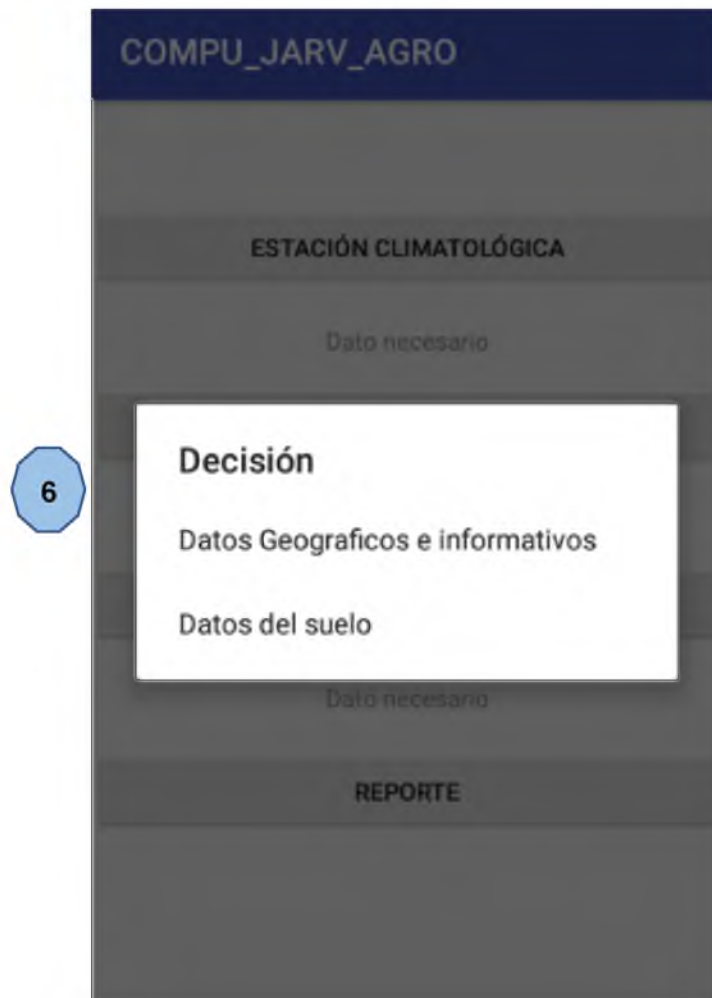 COMPU_JARV_AGRO
ESTACIÓN CLIMATOLÓGICA
Dato necesario
6
Decisión
Datos Geograficos e informativos
Datos del suelo
Dato necesario
REPORTE